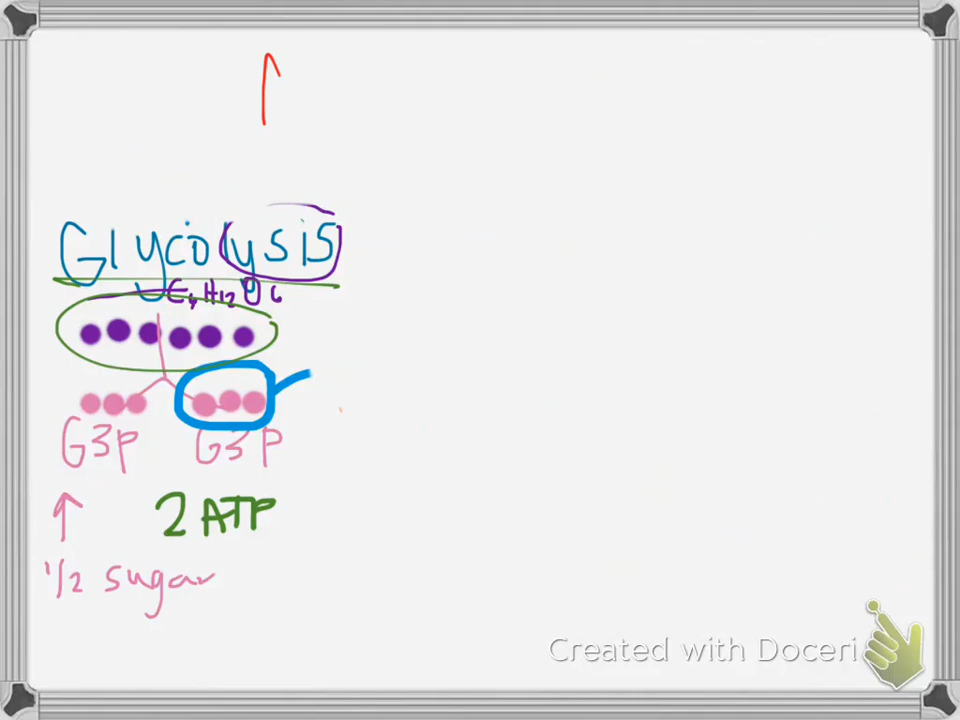 Glycolysis
C6H12O6
G3P G3P
2 ATP
1/2 sugar
Created with Doceri